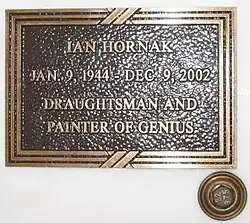 IAN HORNAK
JAN. 9, 1944 - DEC. 9, 2002
DRAUGHTSMAN AND
PAINTER OF GENIUS